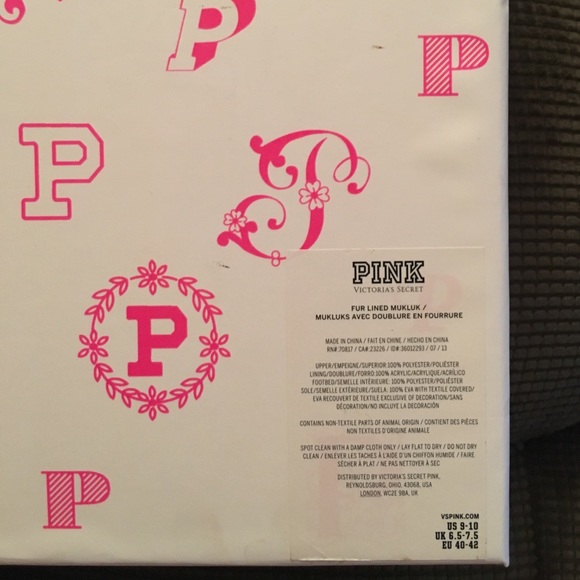 P
P
P
P
PINK
VICTORIA'S SECRET
FUR LINED MUKLUK /
MUKLUKS AVEC DOUBLURE EN FOURRURE
P
MADE IN CHINA / FAIT EN CHINE / HECHO EN CHINA
RN# 70817 / CA# 23226 / ID# 36012293 / 07 / 13
UPPER/EMPEIGNE/SUPERIOR:100% POLYESTER/POLIÉSTER
LINING/DOUBLURE/FORRO:100% ACRYLIC/ACRYLIQUE/ACRÍLICO
FOOTBED/SEMELLE INTÉRIEURE: 100% POLYESTER/POLIÉSTER
SOLE/SEMELLE EXTÉRIEURE/SUELA: 100% EVA WITH TEXTILE COVERED/
EVA RECOUVERT DE TEXTILE EXCLUSIVE OF DECORATION/SANS
DÉCORATION/NO INCLUYE LA DECORACIÓN
CONTAINS NON-TEXTILE PARTS OF ANIMAL ORIGIN / CONTIENT DES PIÈCES
NON TEXTILES D'ORIGINE ANIMALE
SPOT CLEAN WITH A DAMP CLOTH ONLY / LAY FLAT TO DRY / DO NOT DRY
CLEAN / ENLEVER LES TACHES À L'AIDE D'UN CHIFFON HUMIDE / FAIRE
SÉCHER À PLAT / NE PAS NETTOYER À SEC
DISTRIBUTED BY VICTORIA'S SECRET PINK,
REYNOLDSBURG, OHIO, 43068, USA
LONDON, WC2E 9BA, UK
P
VSPINK.COM
US 9-10
UK 6.5-7.5
EU 40-42